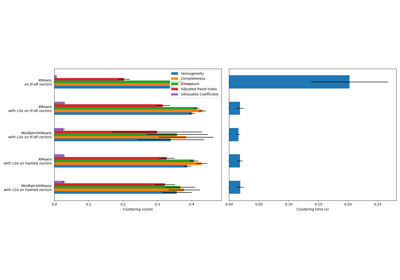 KMeans
on tf-idf vectors
KMeans
with LSA on tf-idf vectors
MiniBatchKMeans
with LSA on tf-idf vectors
KMeans
with LSA on hashed vectors
MiniBatchKMeans
with LSA on hashed vectors
Homogeneity
Completeness
V-measure
Adjusted Rand-Index
Silhouette Coefficient
0.0 0.1 0.2 0.3 0.4
Clustering scores
0.00 0.05 0.10 0.15 0.20 0.25
Clustering time (s)